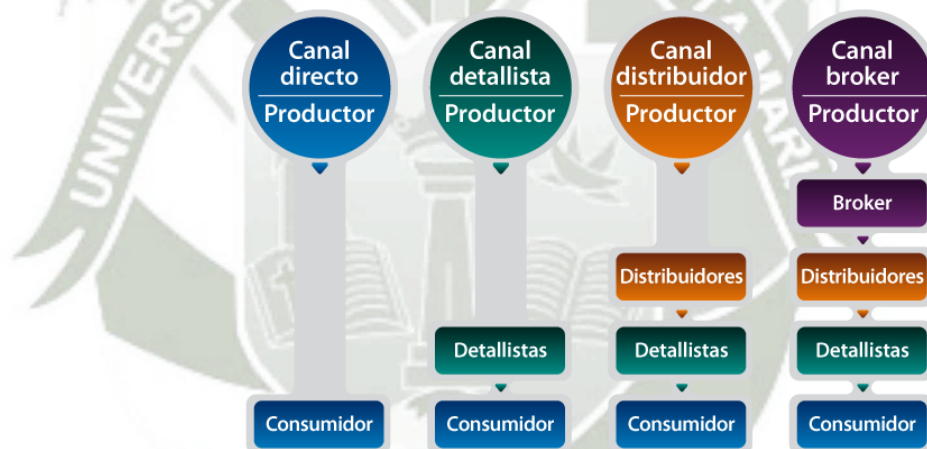 Canal
directo
Productor
Canal
detallista
Productor
Canal
distribuidor
Productor
Canal
broker
Productor
Broker
Distribuidores
Distribuidores
Detallistas
Detallistas
Detallistas
Consumidor
Consumidor
Consumidor
Consumidor